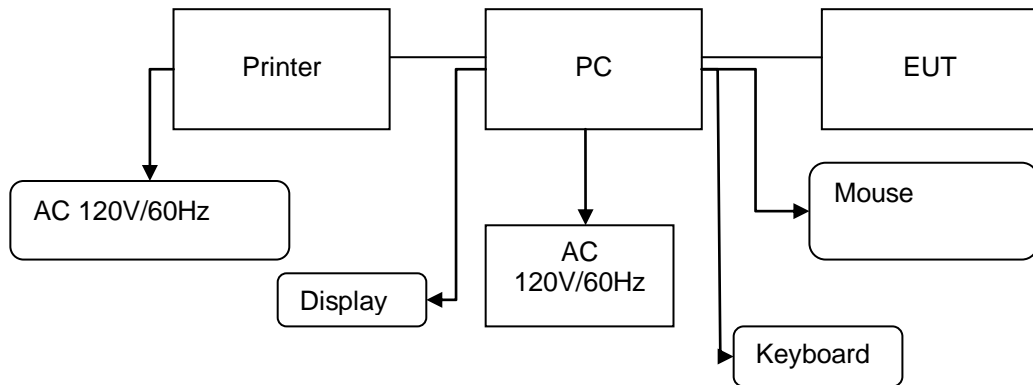 Printer
PC
EUT
AC 120V/60Hz
Mouse
AC
120V/60Hz
Display
Keyboard